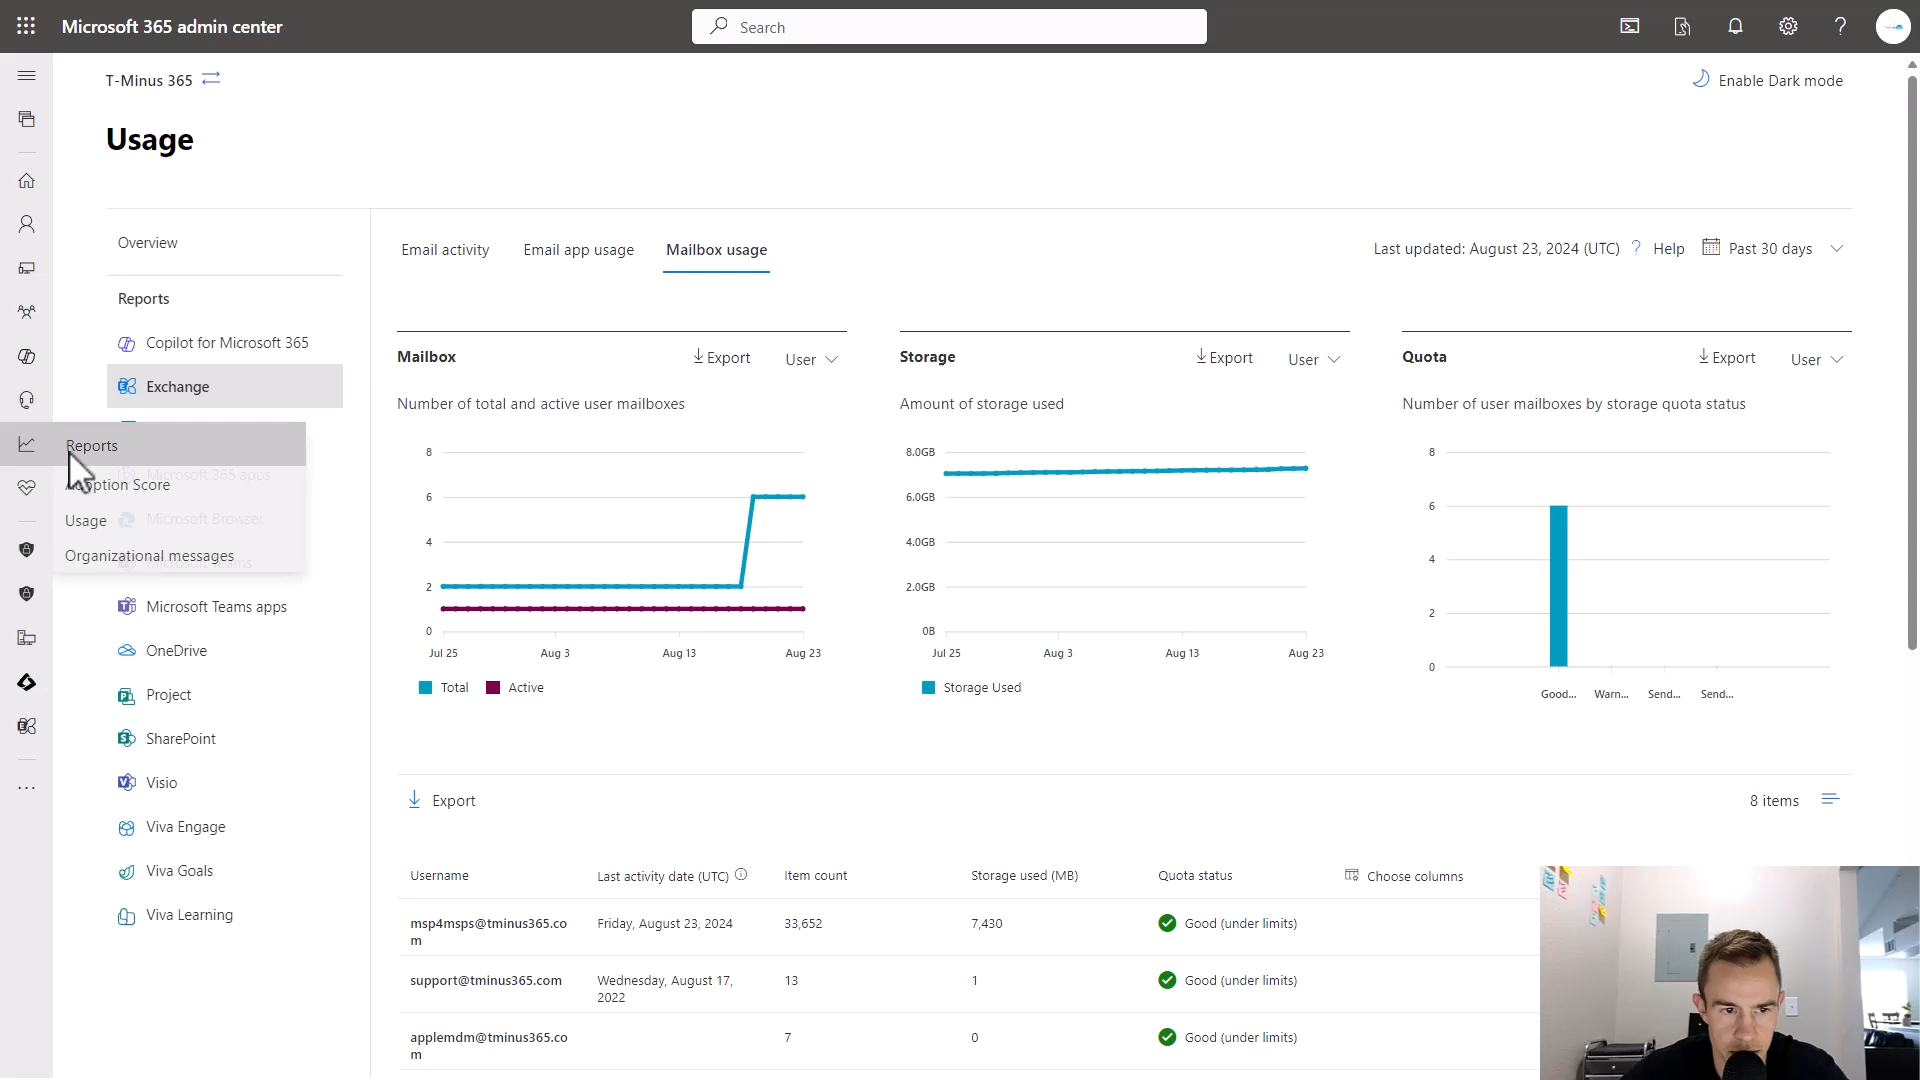 Microsoft 365 admin center
Search
T-Minus 365
Enable Dark mode
Usage
Overview
Reports
Copilot for Microsoft 365
Exchange
Reports
Microsoft 365 apps
Adoption Score
Usage
Microsoft Browser
Organizational messages
Microsoft Teams apps
OneDrive
Project
SharePoint
Visio
Viva Engage
Viva Goals
Viva Learning
Email activity
Email app usage
Mailbox usage
Last updated: August 23, 2024 (UTC)
? Help
Past 30 days
Mailbox
Export
User
Number of total and active user mailboxes
8
6
4
2
0
Jul 25
Aug 3
Aug 13
Aug 23
Total
Active
Storage
Export
User
Amount of storage used
8.0GB
6.0GB
4.0GB
2.0GB
0B
Jul 25
Aug 3
Aug 13
Aug 23
Storage Used
Quota
Export
User
Number of user mailboxes by storage quota status
8
6
4
2
0
Good...
Warn...
Send...
Send...
Export
8 items
Username
Last activity date (UTC)
Item count
Storage used (MB)
Quota status
Choose columns
msp4msps@tminus365.co
m
Friday, August 23, 2024
33,652
7,430
Good (under limits)
support@tminus365.com
Wednesday, August 17,
2022
13
1
Good (under limits)
applemdm@tminus365.co
m
7
0
Good (under limits)